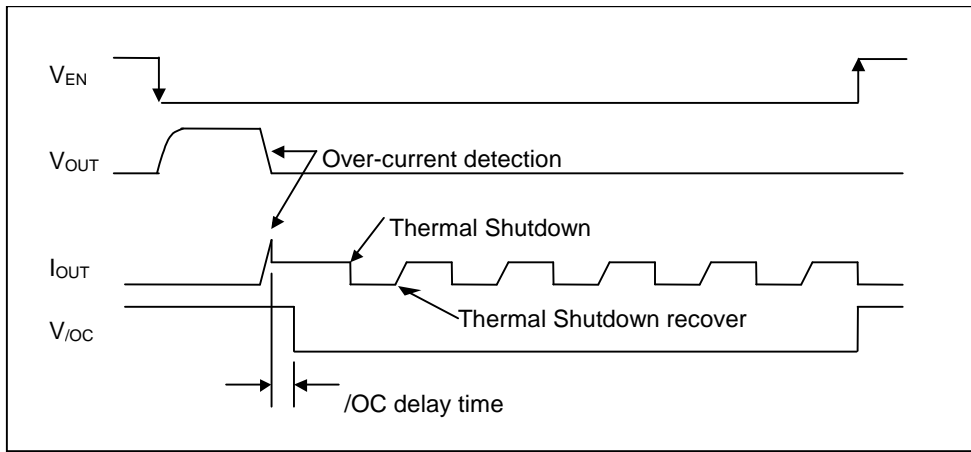 VEN
VOUT
Over-current detection
Thermal Shutdown
IOUT
Thermal Shutdown recover
V/OC
/OC delay time